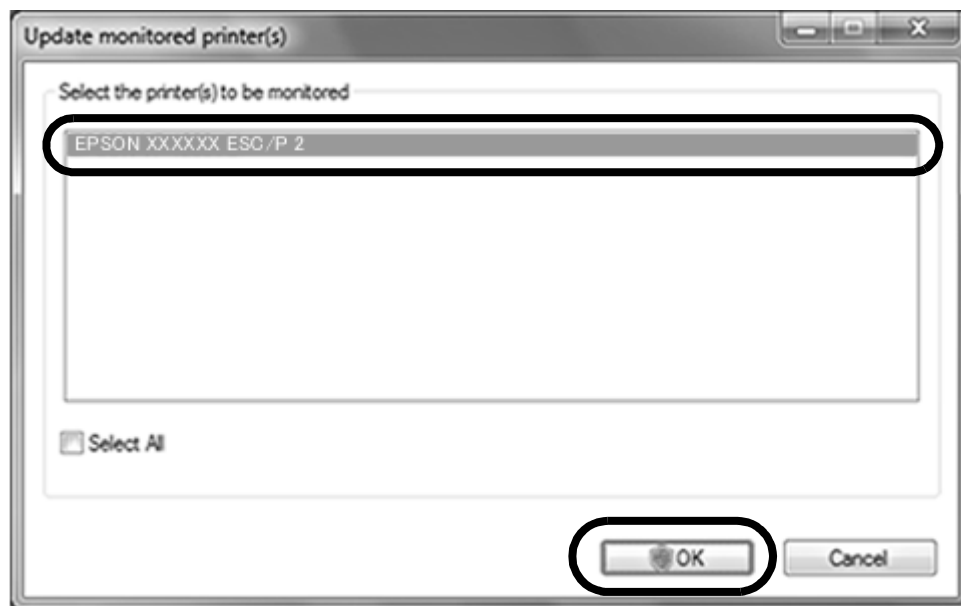 Update monitored printer(s)
Select the printer(s) to be monitored
EPSON XXXXXX ESC/P 2
Select All
OK
Cancel